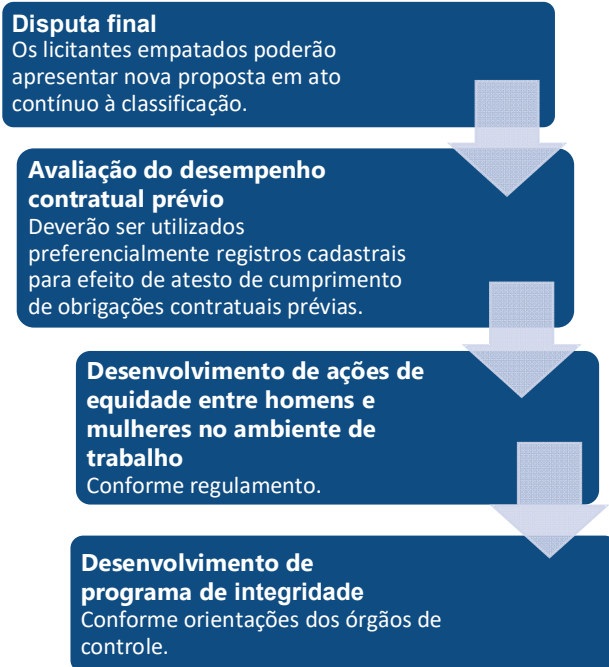 Disputa final
Os licitantes empatados poderão
apresentar nova proposta em ato
contínuo à classificação.
Avaliação do desempenho
contratual prévio
Deverão ser utilizados
preferencialmente registros cadastrais
para efeito de atesto de cumprimento
de obrigações contratuais prévias.
Desenvolvimento de ações de
equidade entre homens e
mulheres no ambiente de
trabalho
Conforme regulamento.
Desenvolvimento de
programa de integridade
Conforme orientações dos órgãos de
controle.